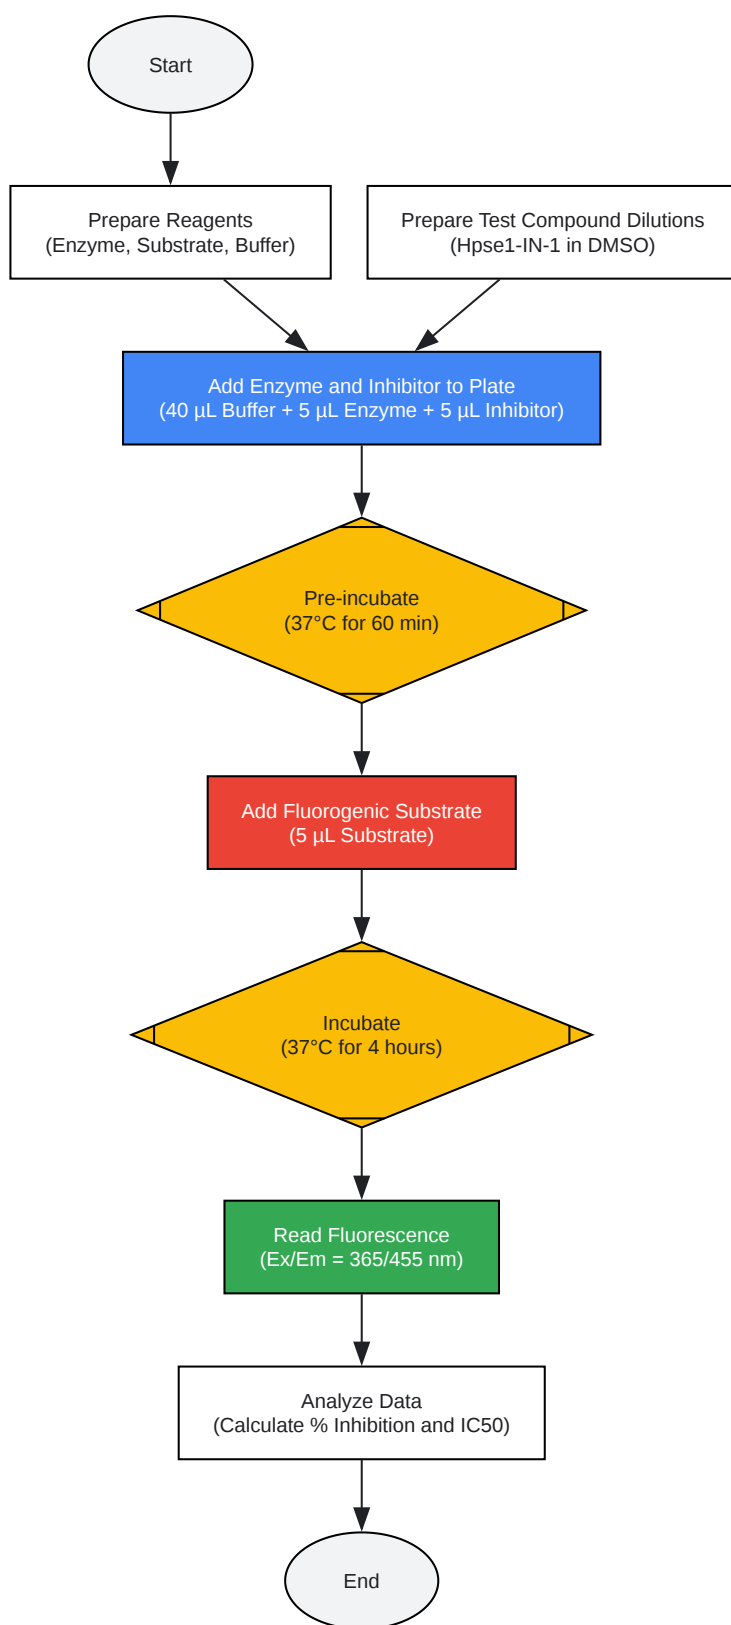 Start
Prepare Reagents
(Enzyme, Substrate, Buffer)
Prepare Test Compound Dilutions
(Hpse1-IN-1 in DMSO)
Add Enzyme and Inhibitor to Plate
(40 µL Buffer + 5 µL Enzyme + 5 µL Inhibitor)
Pre-incubate
(37°C for 60 min)
Add Fluorogenic Substrate
(5 µL Substrate)
Incubate
(37°C for 4 hours)
Read Fluorescence
(Ex/Em = 365/455 nm)
Analyze Data
(Calculate % Inhibition and IC50)
End